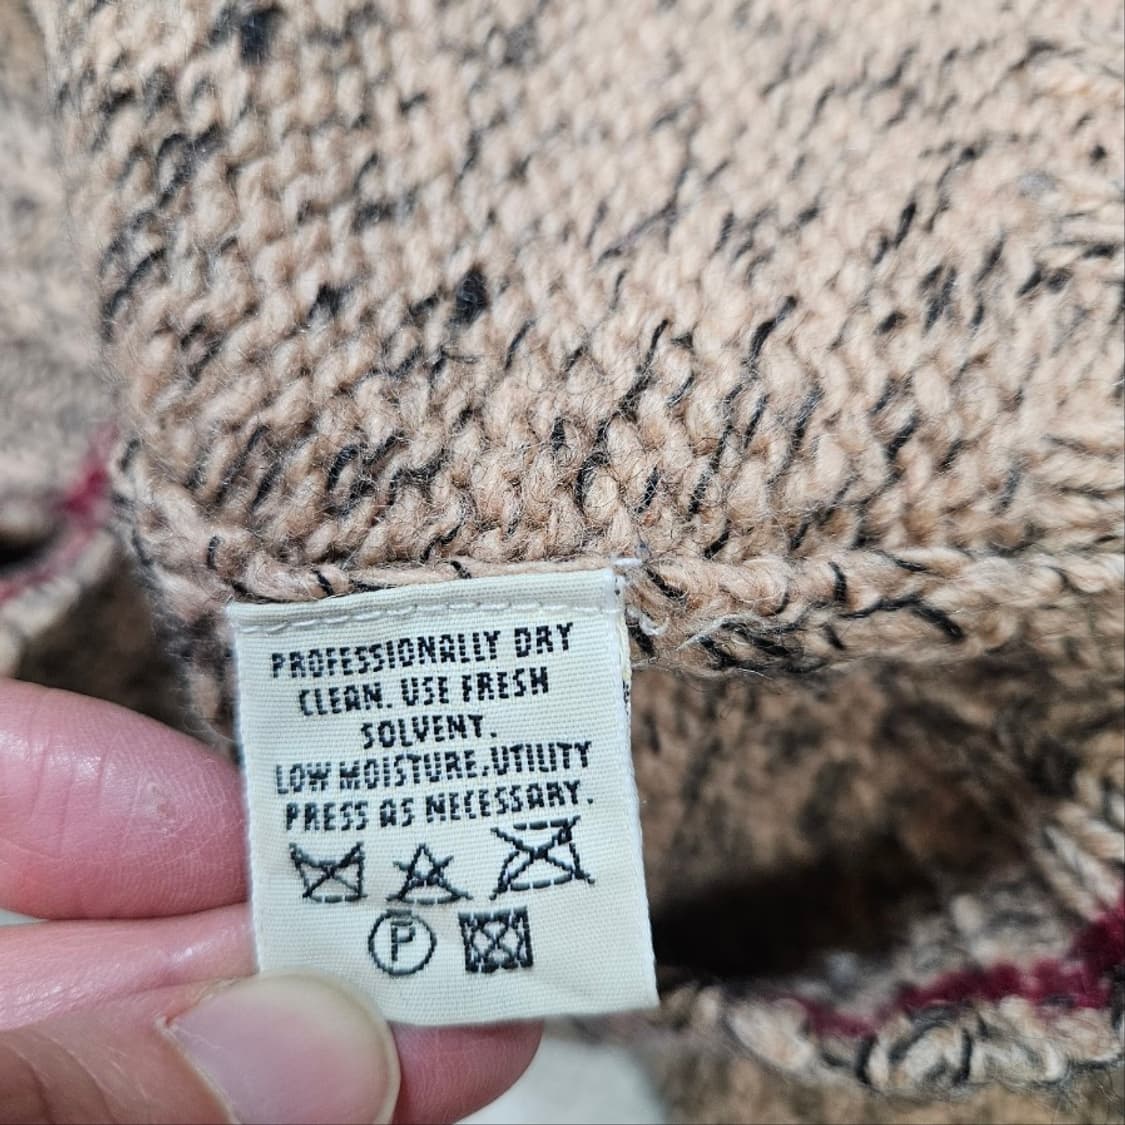 PROFESSIONALLY DRY
CLEAN. USE FRESH
SOLVENT.
LOW MOISTURE,UTILITY
PRESS AS NECESSARY.
P